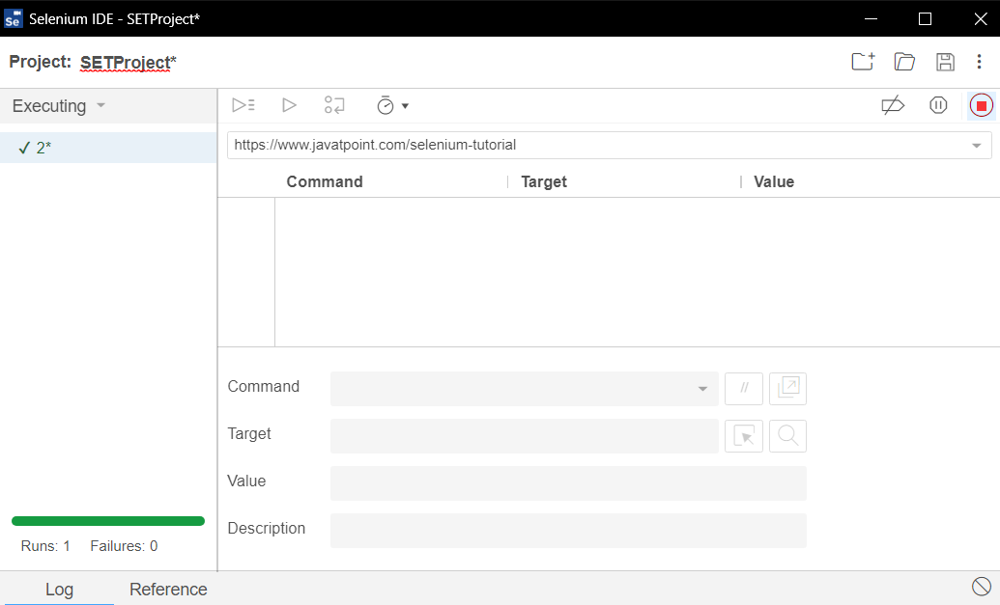 Se Selenium IDE - SETProject*
Project: SETProject*
Executing
✓ 2*
https://www.javatpoint.com/selenium-tutorial
Command Target Value
Command //
Target
Value
Description
Runs: 1 Failures: 0
Log Reference